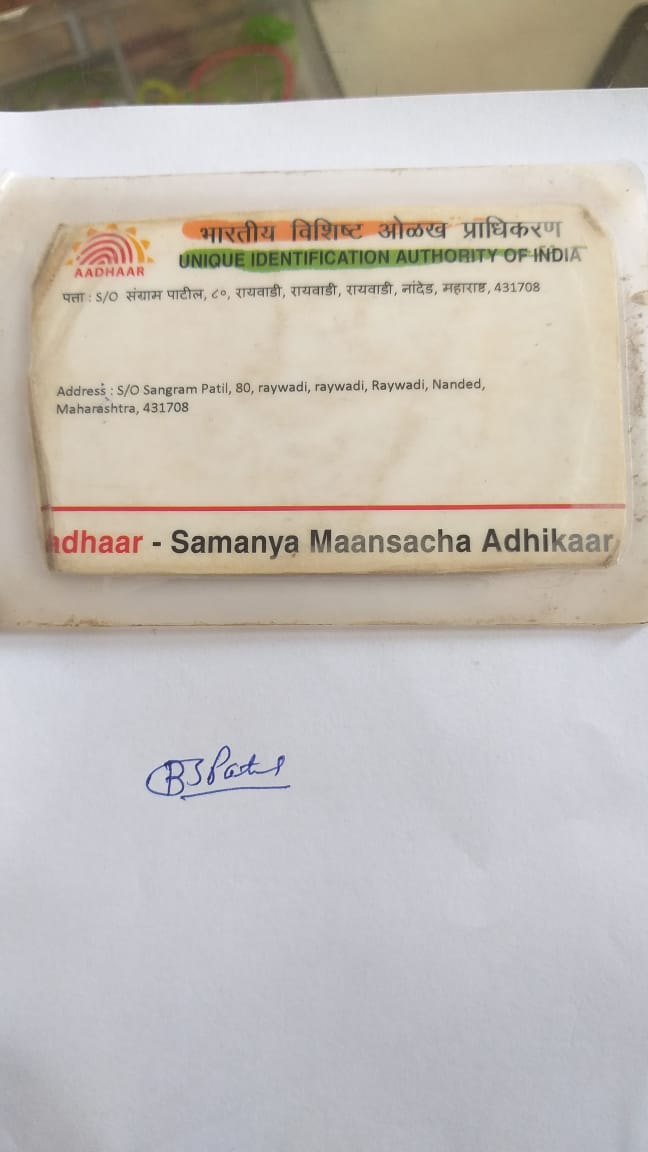 भारतीय विशिष्ट ओळख प्राधिकरण
AADHAAR
UNIQUE IDENTIFICATION AUTHORITY OF INDIA
पत्ता : S/O संग्राम पाटील, ८०, रायवाडी, रायवाडी, रायवाडी, नांदेड, महाराष्ट्र, 431708
Address : S/O Sangram Patil, 80, raywadi, raywadi, Raywadi, Nanded,
Maharashtra, 431708
adhaar - Samanya Maansacha Adhikaar
BSPatil